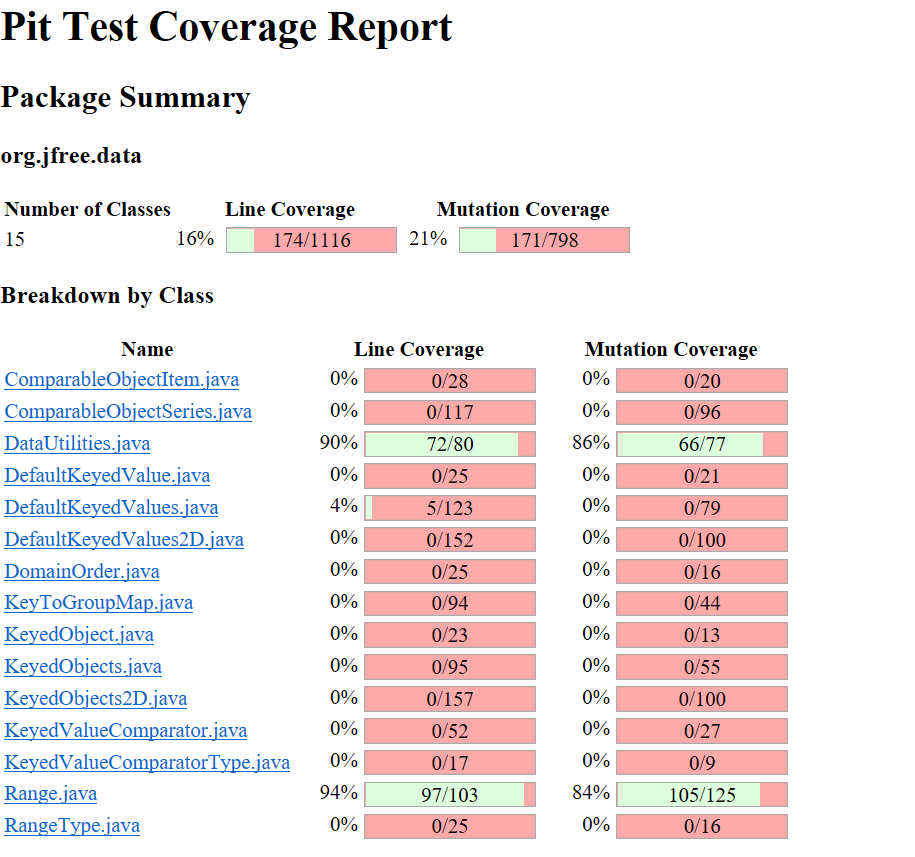 Pit Test Coverage Report
Package Summary
org.jfree.data
Number of Classes Line Coverage Mutation Coverage
15 16% 174/1116 21% 171/798
Breakdown by Class
Name Line Coverage Mutation Coverage
ComparableObjectItem.java 0% 0/28 0% 0/20
ComparableObjectSeries.java 0% 0/117 0% 0/96
DataUtilities.java 90% 72/80 86% 66/77
DefaultKeyedValue.java 0% 0/25 0% 0/21
DefaultKeyedValues.java 4% 5/123 0% 0/79
DefaultKeyedValues2D.java 0% 0/152 0% 0/100
DomainOrder.java 0% 0/25 0% 0/16
KeyToGroupMap.java 0% 0/94 0% 0/44
KeyedObject.java 0% 0/23 0% 0/13
KeyedObjects.java 0% 0/95 0% 0/55
KeyedObjects2D.java 0% 0/157 0% 0/100
KeyedValueComparator.java 0% 0/52 0% 0/27
KeyedValueComparatorType.java 0% 0/17 0% 0/9
Range.java 94% 97/103 84% 105/125
RangeType.java 0% 0/25 0% 0/16